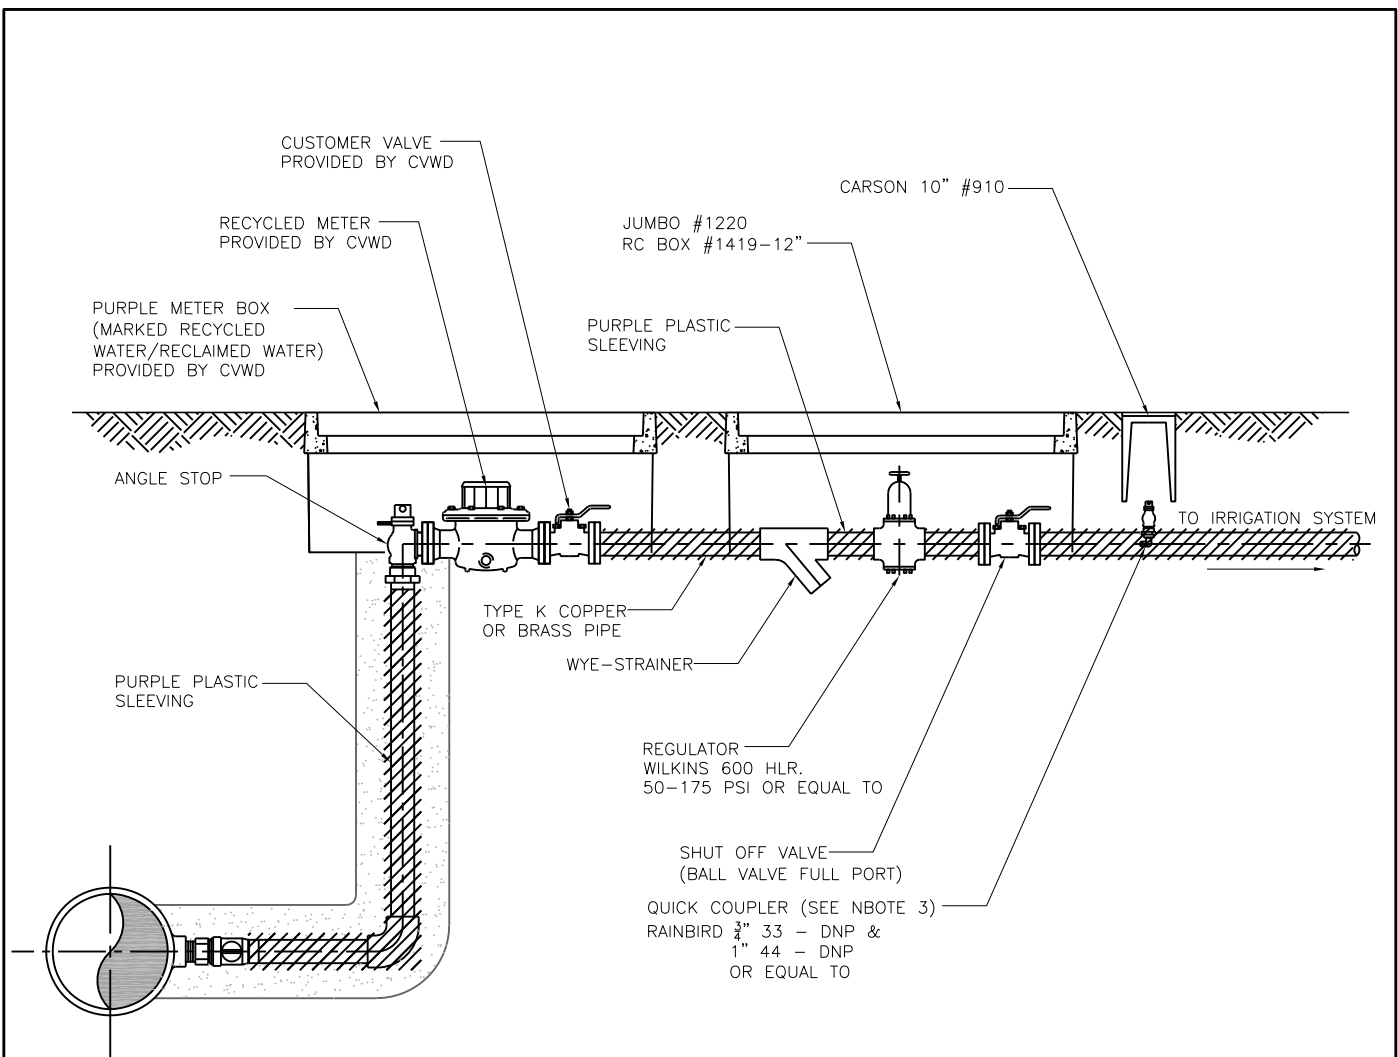 CUSTOMER VALVE
PROVIDED BY CVWD
CARSON 10" #910
RECYCLED METER
PROVIDED BY CVWD
JUMBO #1220
RC BOX #1419-12"
PURPLE METER BOX
(MARKED RECYCLED
WATER/RECLAIMED WATER)
PROVIDED BY CVWD
PURPLE PLASTIC
SLEEVING
ANGLE STOP
TO IRRIGATION SYSTEM
TYPE K COPPER
OR BRASS PIPE
WYE-STRAINER
PURPLE PLASTIC
SLEEVING
REGULATOR
WILKINS 600 HLR.
50-175 PSI OR EQUAL TO
SHUT OFF VALVE
(BALL VALVE FULL PORT)
QUICK COUPLER (SEE NBOTE 3)
RAINBIRD 3/4" 33 - DNP &
1" 44 - DNP
OR EQUAL TO